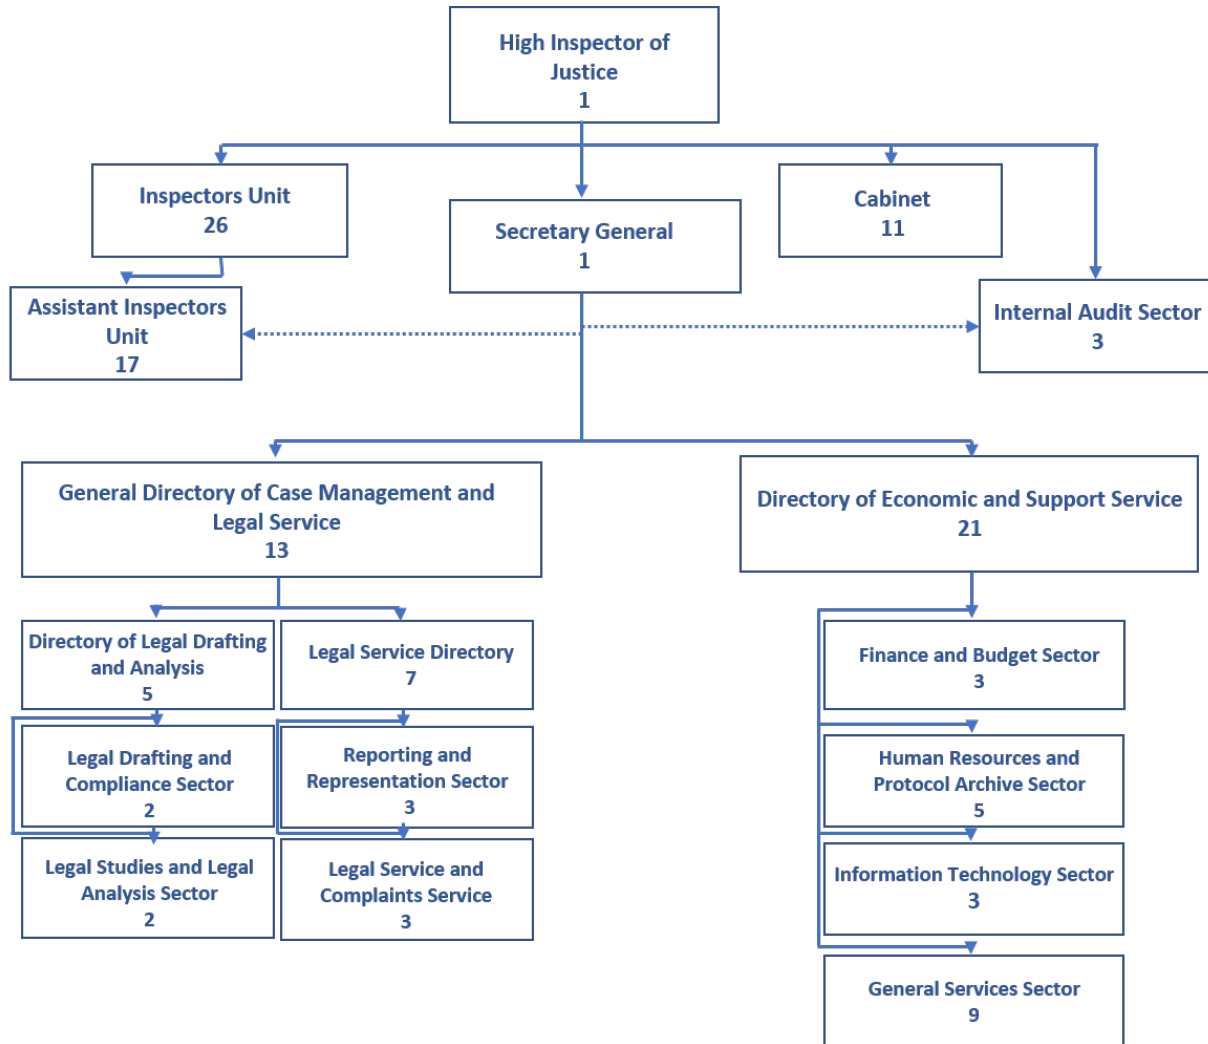 High Inspector of
Justice
1
Inspectors Unit
26
Secretary General
1
Cabinet
11
Assistant Inspectors
Unit
17
Internal Audit Sector
3
General Directory of Case Management and
Legal Service
13
Directory of Economic and Support Service
21
Directory of Legal Drafting
and Analysis
5
Legal Service Directory
7
Finance and Budget Sector
3
Legal Drafting and
Compliance Sector
2
Reporting and
Representation Sector
3
Human Resources and
Protocol Archive Sector
5
Legal Studies and Legal
Analysis Sector
2
Legal Service and
Complaints Service
3
Information Technology Sector
3
General Services Sector
9